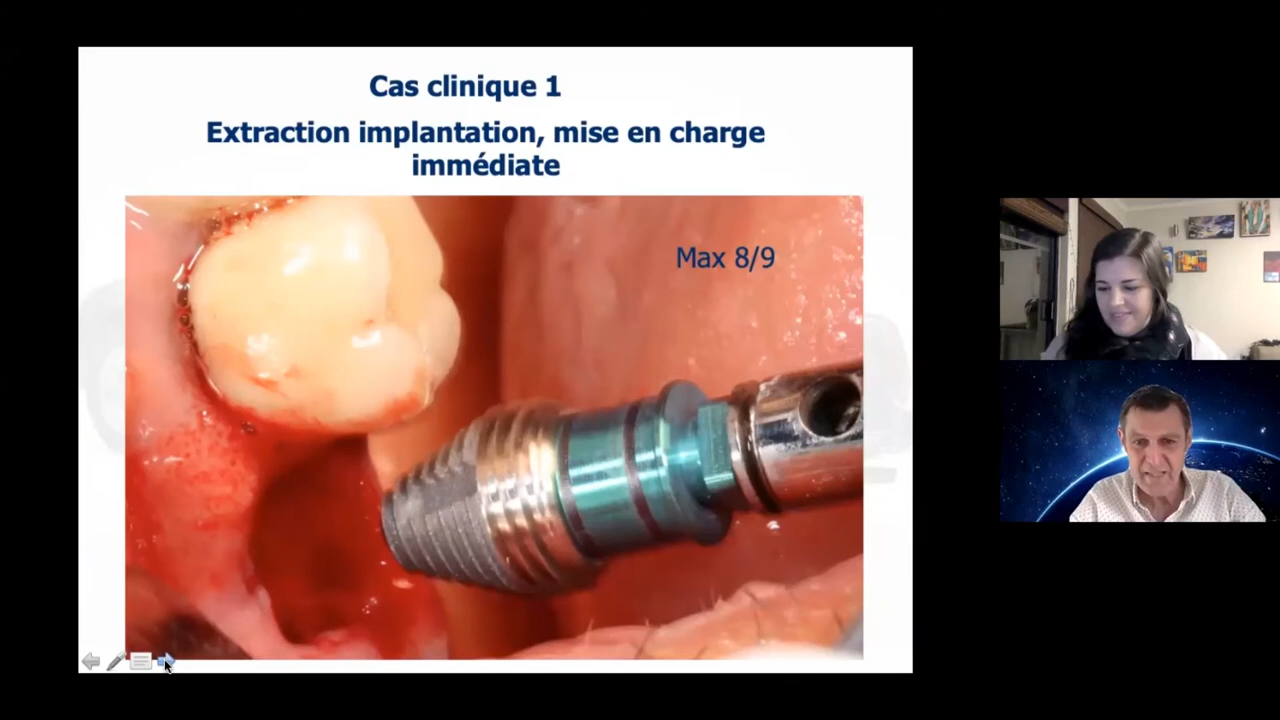 Cas clinique 1
Extraction implantation, mise en charge
immédiate
Max 8/9